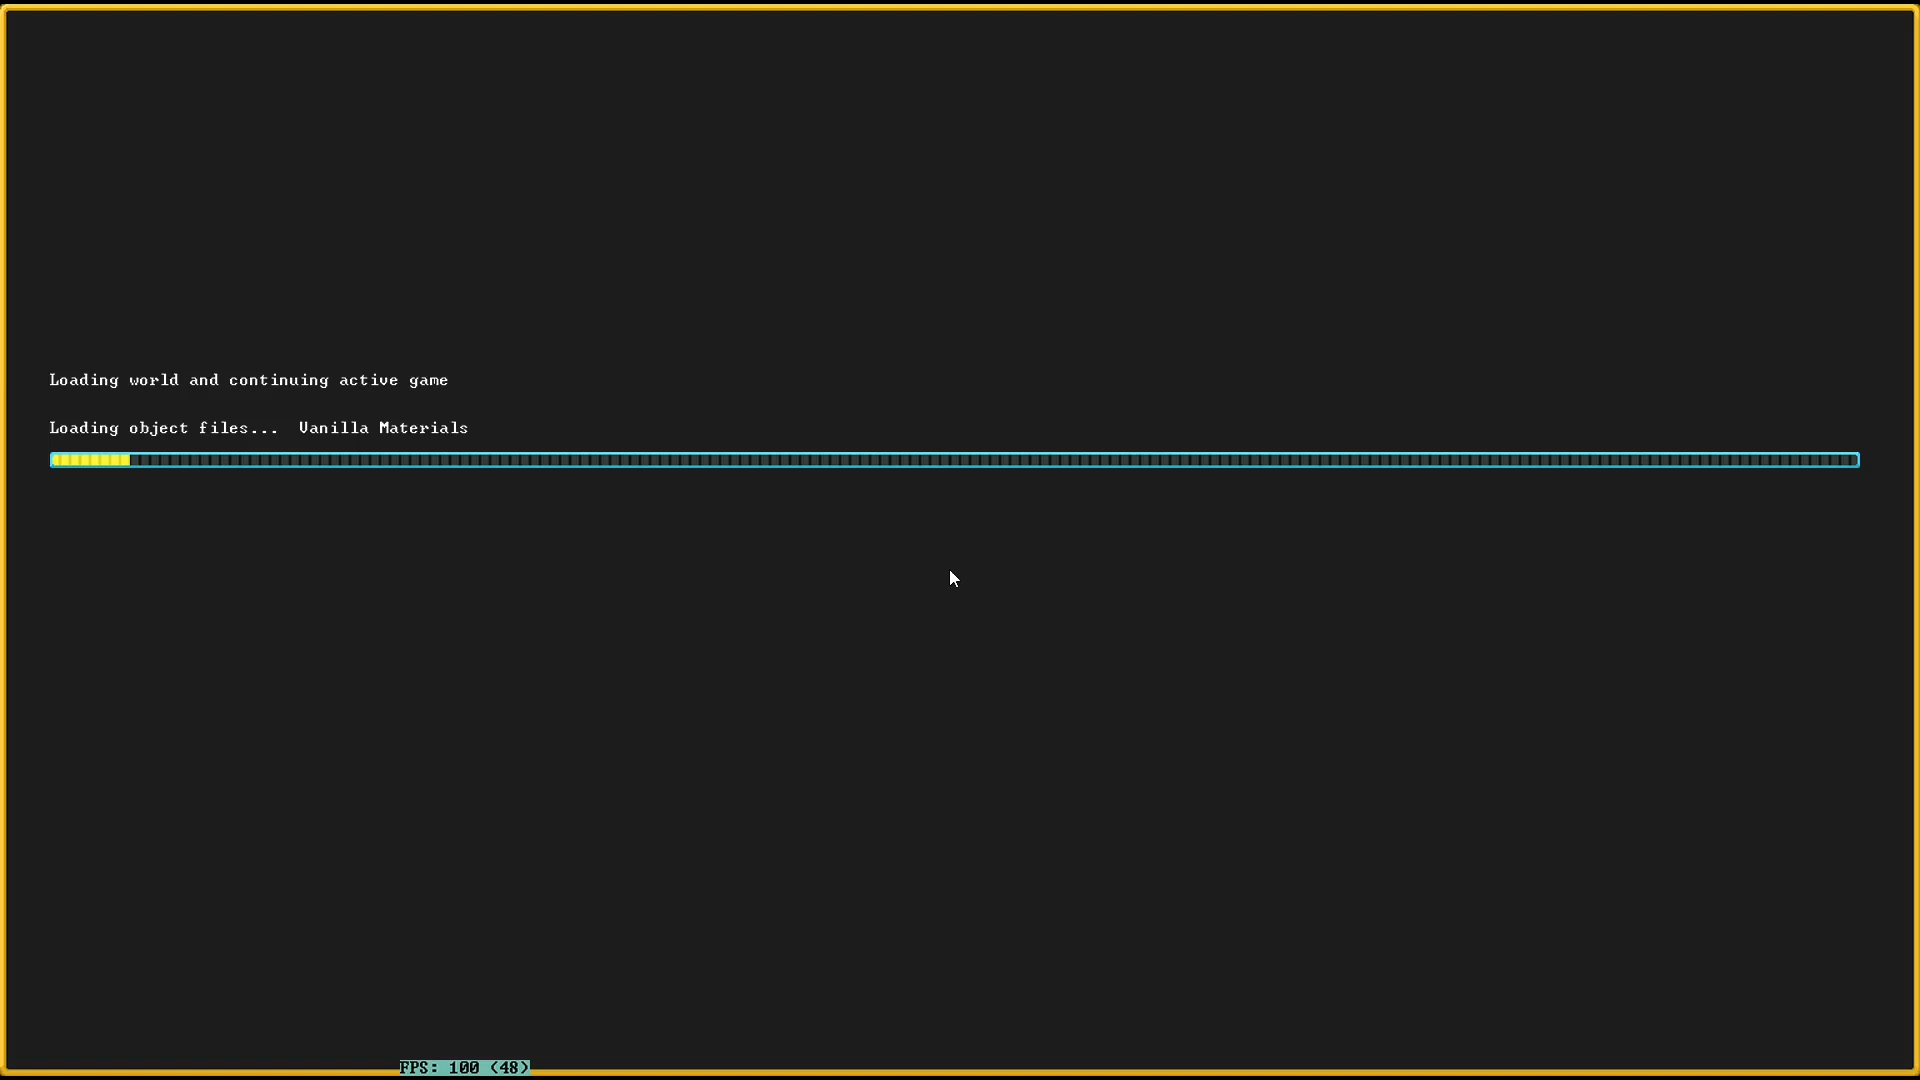 Loading world and continuing active game
Loading object files...  Vanilla Materials
FPS: 100 (48)